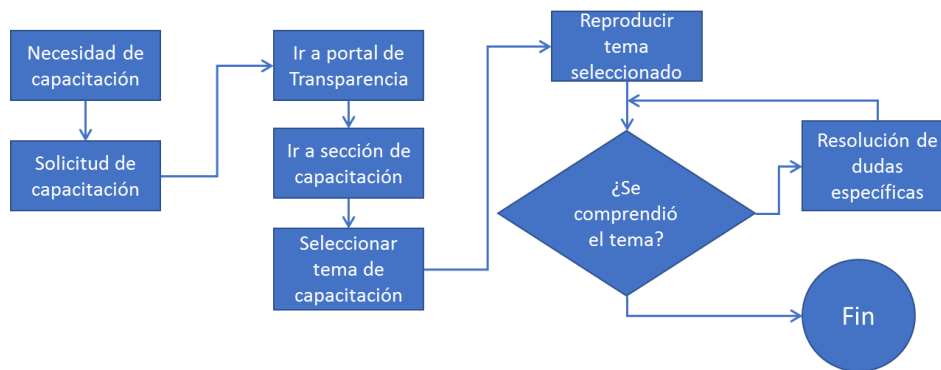 Necesidad de
capacitación
Solicitud de
capacitación
Ir a portal de
Transparencia
Ir a sección de
capacitación
Seleccionar
tema de
capacitación
Reproducir
tema
seleccionado
¿Se
comprendió
el tema?
Resolución de
dudas
específicas
Fin